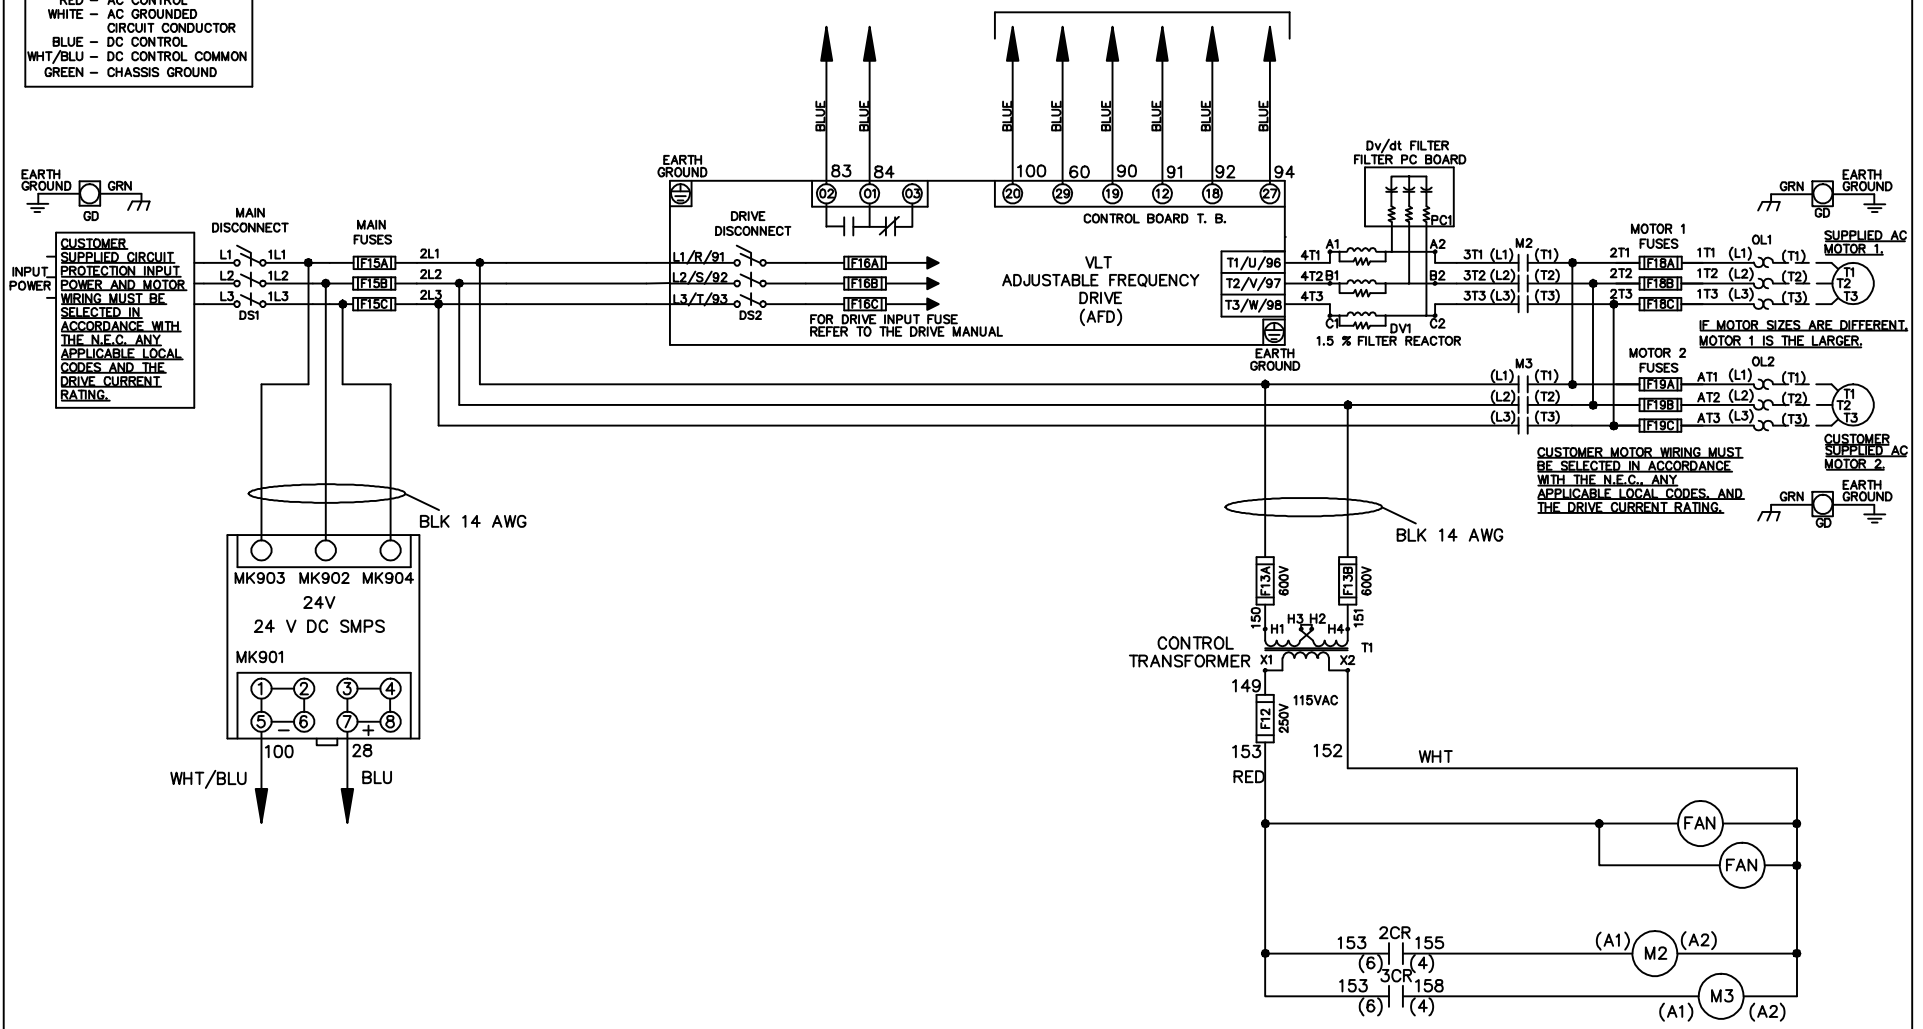 RED – AC CONTROL
WHITE – AC GROUNDED
CIRCUIT CONDUCTOR
BLUE – DC CONTROL
WHT/BLU – DC CONTROL COMMON
GREEN – CHASSIS GROUND
BLUE
BLUE
BLUE
BLUE
BLUE
BLUE
BLUE
BLUE
EARTH
GROUND
GRN
GD
MAIN
DISCONNECT
MAIN
FUSES
INPUT
POWER
CUSTOMER
SUPPLIED CIRCUIT
PROTECTION INPUT
POWER AND MOTOR
WIRING MUST BE
SELECTED IN
ACCORDANCE WITH
THE N.E.C. ANY
APPLICABLE LOCAL
CODES AND THE
DRIVE CURRENT
RATING.
L1 1L1 F15A 2L1
L2 1L2 F15B 2L2
L3 1L3 F15C 2L3
DS1
EARTH
GROUND
83 84
02 01 03
100 60 90 91 92 94
20 29 19 12 18 27
CONTROL BOARD T. B.
DRIVE
DISCONNECT
L1/R/91 F16A
L2/S/92 F16B
L3/T/93 F16C
DS2
FOR DRIVE INPUT FUSE
REFER TO THE DRIVE MANUAL
VLT
ADJUSTABLE FREQUENCY
DRIVE
(AFD)
T1/U/96
T2/V/97
T3/W/98
EARTH
GROUND
4T1
4T2
4T3
Dv/dt FILTER
FILTER PC BOARD
PC1
A1 A2
B1 B2
C1 C2
DV1
1.5 % FILTER REACTOR
M2
3T1 (L1) (T1)
3T2 (L2) (T2)
3T3 (L3) (T3)
MOTOR 1
FUSES
OL1
2T1 F18A 1T1 (L1) (T1)
2T2 F18B 1T2 (L2) (T2)
2T3 F18C 1T3 (L3) (T3)
GRN
EARTH
GROUND
GD
SUPPLIED AC
MOTOR 1.
T1
T2
T3
IF MOTOR SIZES ARE DIFFERENT,
MOTOR 1 IS THE LARGER.
M3
(L1) (T1)
(L2) (T2)
(L3) (T3)
MOTOR 2
FUSES
OL2
F19A AT1 (L1) (T1)
F19B AT2 (L2) (T2)
F19C AT3 (L3) (T3)
T1
T2
T3
CUSTOMER
SUPPLIED AC
MOTOR 2.
CUSTOMER MOTOR WIRING MUST
BE SELECTED IN ACCORDANCE
WITH THE N.E.C., ANY
APPLICABLE LOCAL CODES, AND
THE DRIVE CURRENT RATING.
GRN
EARTH
GROUND
GD
BLK 14 AWG
MK903 MK902 MK904
24V
24 V DC SMPS
MK901
1 2 3 4
5 – 6 7 + 8
100 28
WHT/BLU BLU
BLK 14 AWG
F13A 600V
F13B 600V
150 151
H1 H3 H2 H4
CONTROL
TRANSFORMER
T1
X1 X2
149
115VAC
F12 250V
153 152
RED
WHT
FAN
FAN
2CR
153 155
(6) (4)
(A1) M2 (A2)
3CR
153 158
(6) (4)
(A1) M3 (A2)